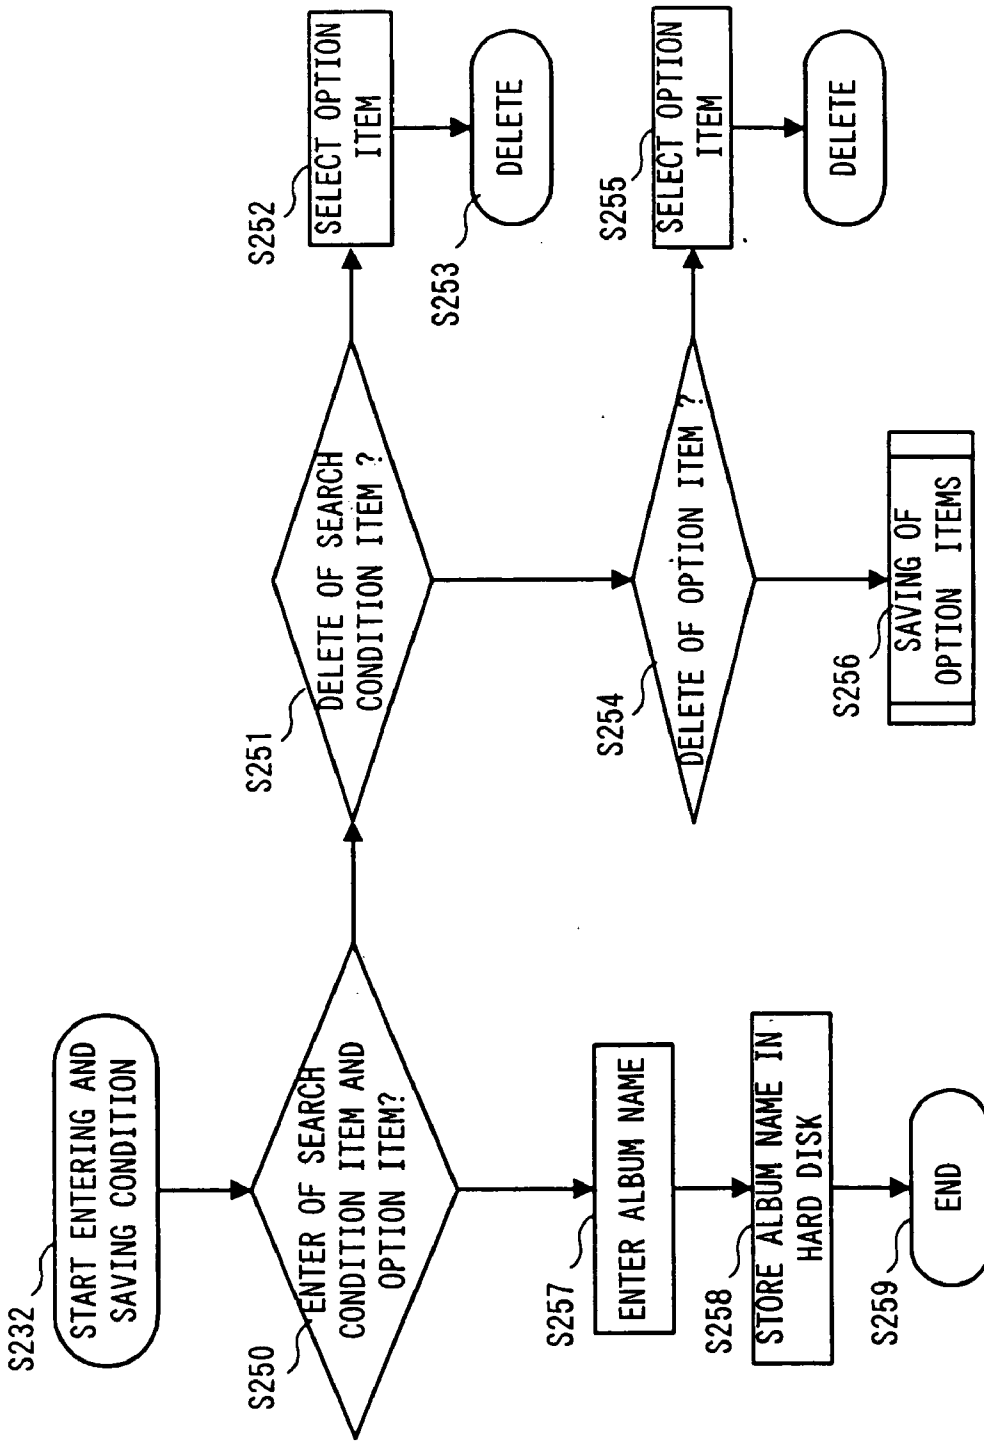 S232
START ENTERING AND
SAVING CONDITION
S250
ENTER OF SEARCH
CONDITION ITEM AND
OPTION ITEM?
S257
ENTER ALBUM NAME
S258
STORE ALBUM NAME IN
HARD DISK
S259
END
S251
DELETE OF SEARCH
CONDITION ITEM ?
S252
SELECT OPTION
ITEM
S253
DELETE
S254
DELETE OF OPTION ITEM ?
S255
SELECT OPTION
ITEM
DELETE
S256
SAVING OF
OPTION ITEMS